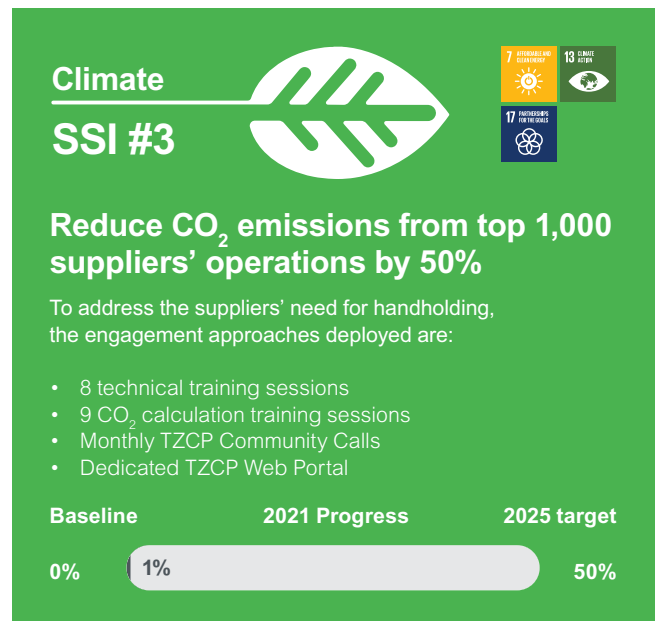 Climate
SSI #3
7 AFFORDABLE AND
CLEAN ENERGY
13 CLIMATE
ACTION
17 PARTNERSHIPS
FOR THE GOALS
Reduce CO₂ emissions from top 1,000
suppliers’ operations by 50%
To address the suppliers’ need for handholding,
the engagement approaches deployed are:
• 8 technical training sessions
• 9 CO₂ calculation training sessions
• Monthly TZCP Community Calls
• Dedicated TZCP Web Portal
Baseline 2021 Progress 2025 target
0% 1% 50%